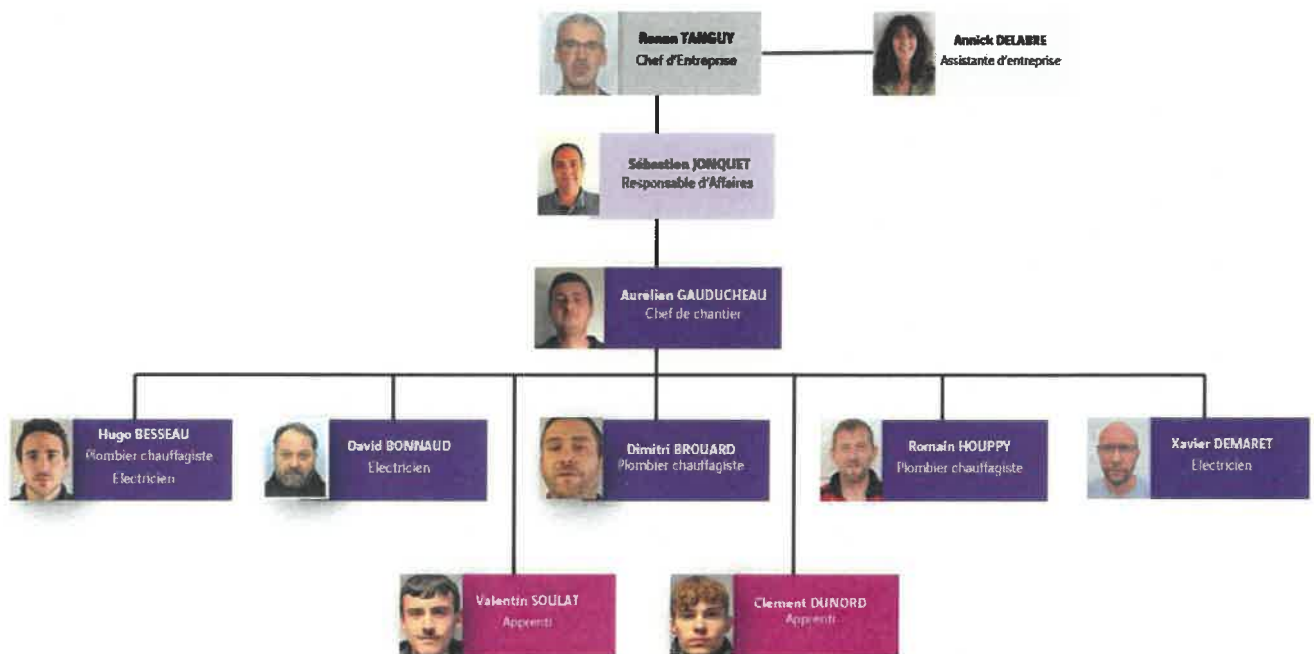 Ronan TANGUY
Chef d'Entreprise
Annick DELABRE
Assistante d'entreprise
Sébastien JONQUET
Responsable d'Affaires
Aurélien GAUDUCHEAU
Chef de chantier
Hugo BESSEAU
Plombier chauffagiste
Electricien
David BONNAUD
Electricien
Dimitri BROUARD
Plombier chauffagiste
Romain HOUPPY
Plombier chauffagiste
Xavier DEMARET
Electricien
Valentin SOULAT
Apprenti
Clement DUNORD
Apprenti